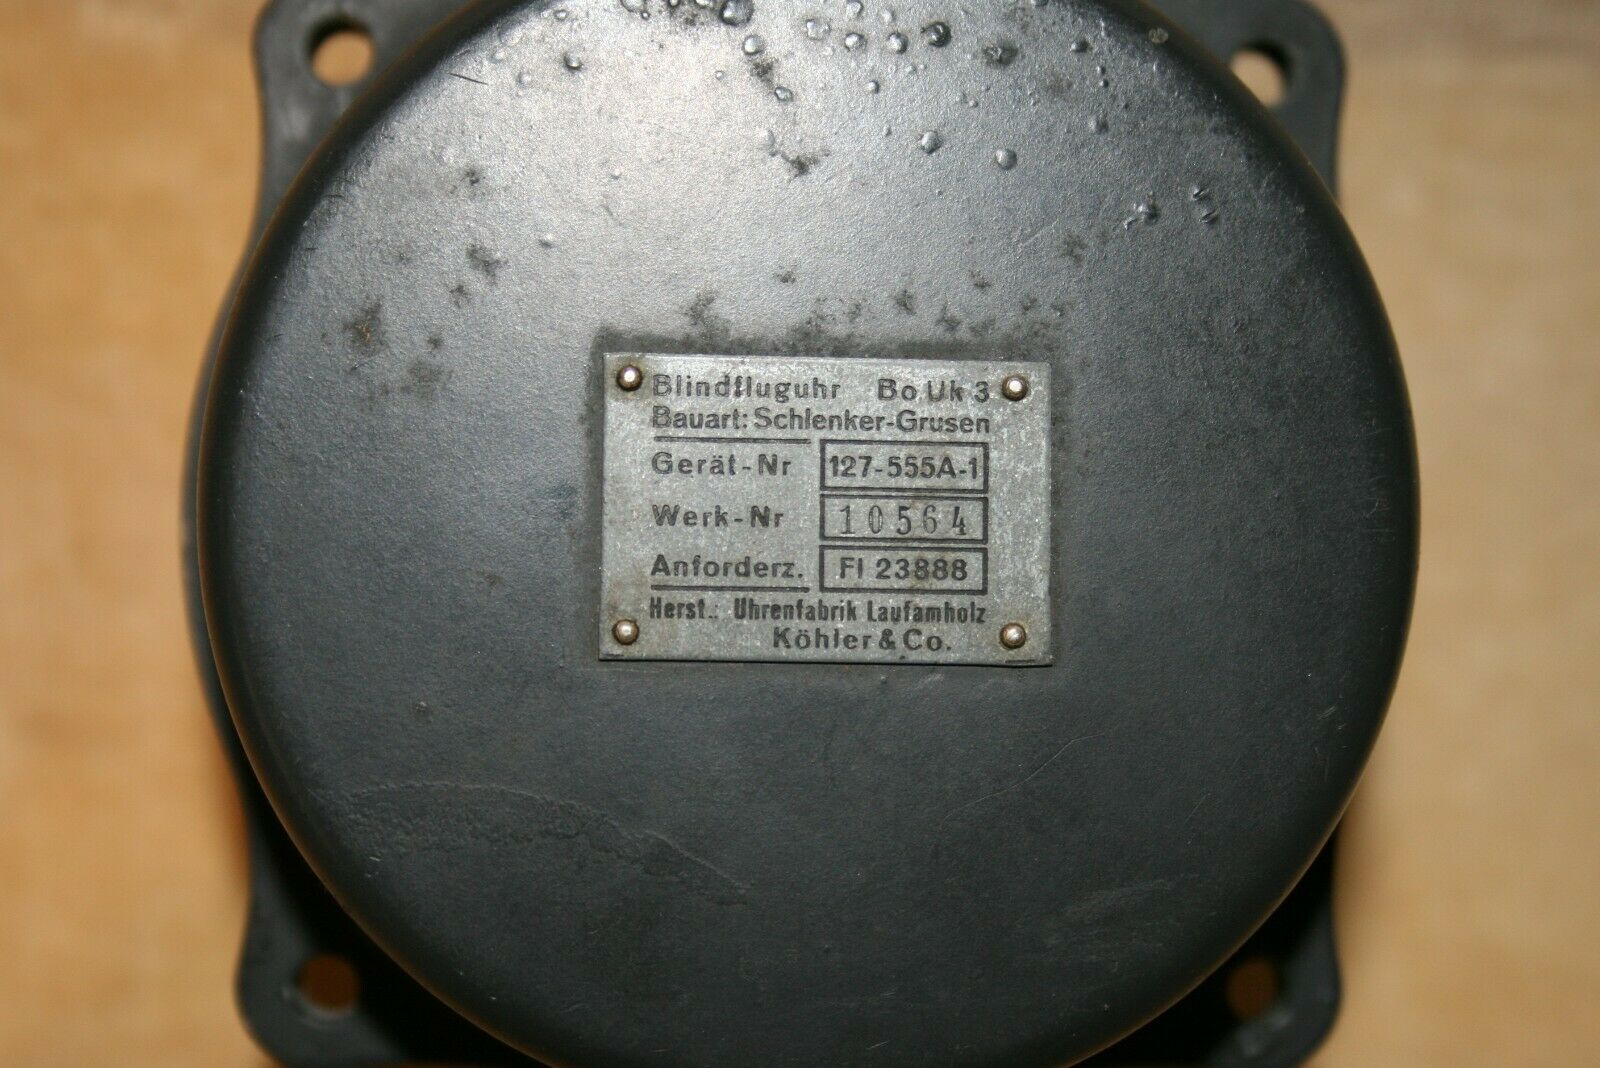 Blindfluguhr Bo Uk 3
Bauart: Schlenker-Grusen
Gerät-Nr 127-555A-1
Werk-Nr 10564
Anforderz. Fl 23888
Herst.: Uhrenfabrik Laufamholz
Köhler & Co.